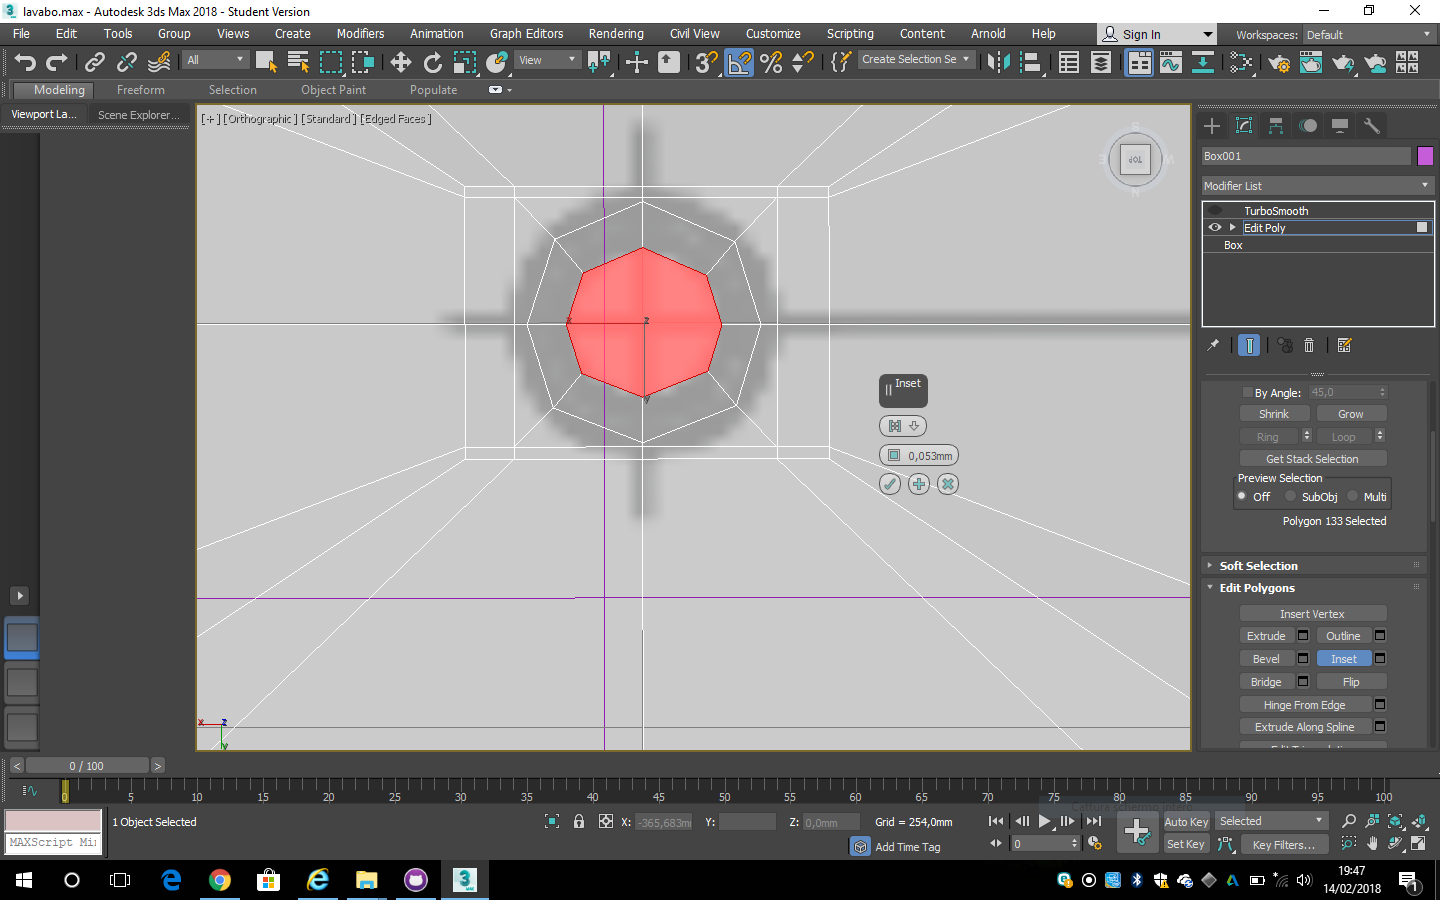 lavabo.max - Autodesk 3ds Max 2018 - Student Version
File Edit Tools Group Views Create Modifiers Animation Graph Editors Rendering Civil View Customize Scripting Content Arnold Help Sign In Workspaces: Default
All View Create Selection Se
Modeling Freeform Selection Object Paint Populate
Viewport La... Scene Explorer...
[+] [Orthographic] [Standard] [Edged Faces]
S
E TOP W
N
Box001
Modifier List
TurboSmooth
Edit Poly
Box
x z
y
Inset
0,053mm
By Angle: 45,0
Shrink Grow
Ring Loop
Get Stack Selection
Preview Selection
Off SubObj Multi
Polygon 133 Selected
Soft Selection
Edit Polygons
Insert Vertex
Extrude Outline
Bevel Inset
Bridge Flip
Hinge From Edge
Extrude Along Spline
x z
y
< 0 / 100 >
0 5 10 15 20 25 30 35 40 45 50 55 60 65 70 75 80 85 90 95 100
Cattura schermo intero
1 Object Selected X: -365,683m Y: Z: 0,0mm Grid = 254,0mm Auto Key Selected
MAXScript Mi
Add Time Tag 0 Set Key Key Filters...
19:47
14/02/2018
1